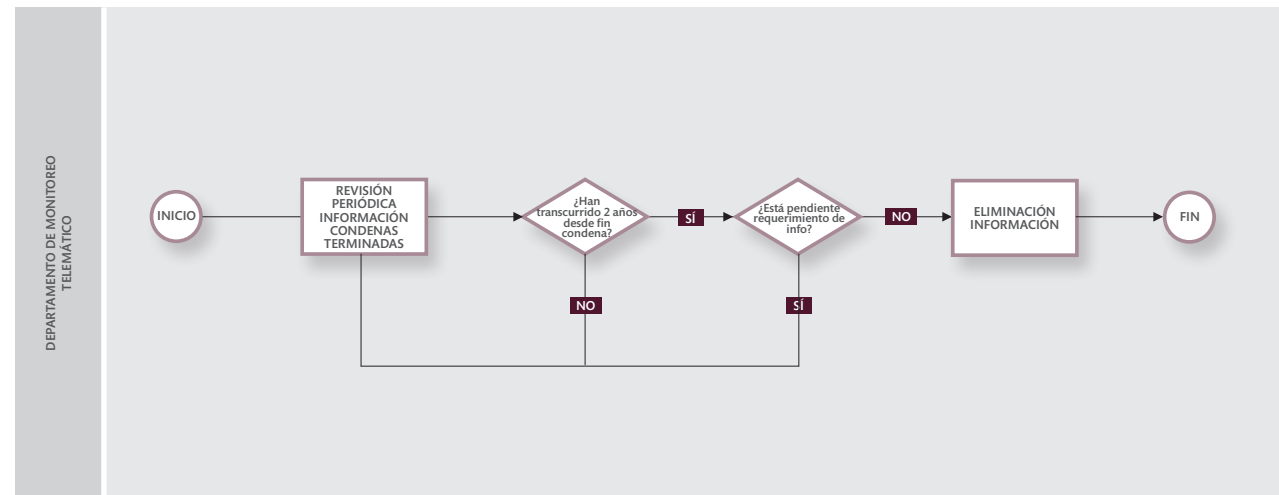 DEPARTAMENTO DE MONITOREO
TELEMÁTICO
INICIO
REVISIÓN
PERIÓDICA
INFORMACIÓN
CONDENAS
TERMINADAS
¿Han
transcurrido 2 años
desde fin
condena?
SÍ
NO
¿Está pendiente
requerimiento de
info?
NO
SÍ
ELIMINACIÓN
INFORMACIÓN
FIN